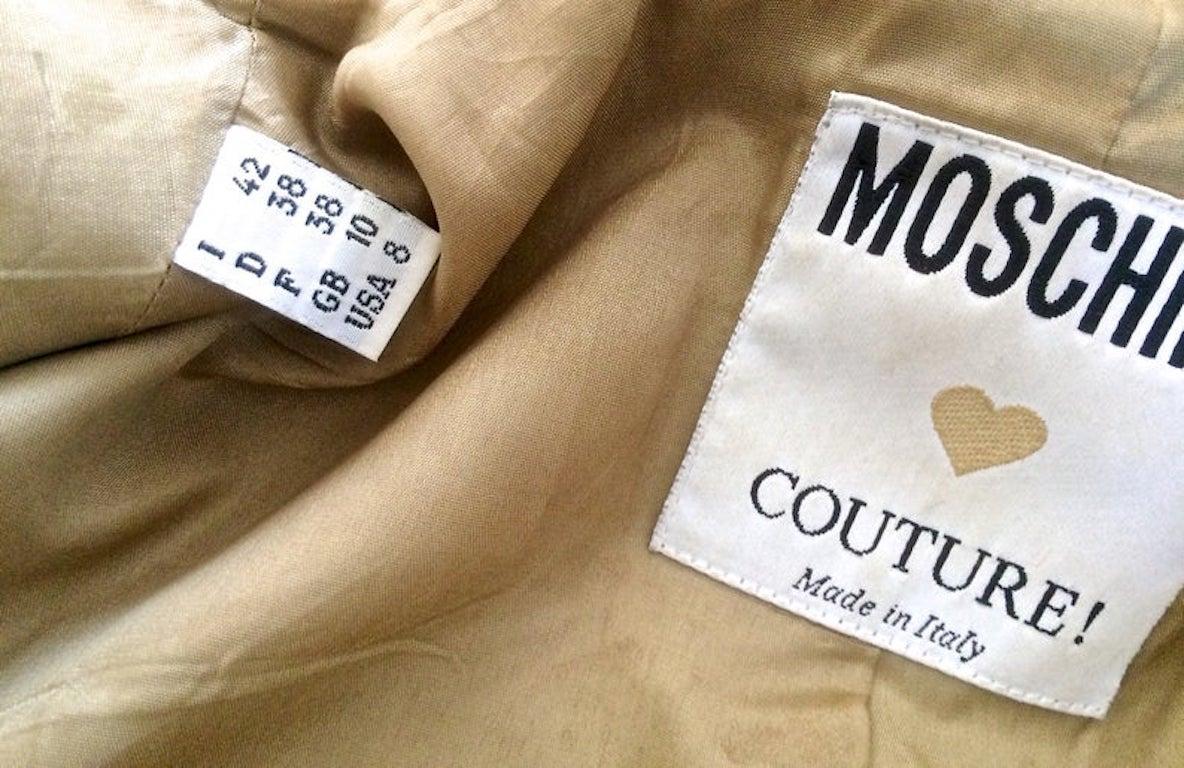 I 42
D 38
F 38
GB 10
USA 8
MOSCHI
COUTURE!
Made in Italy